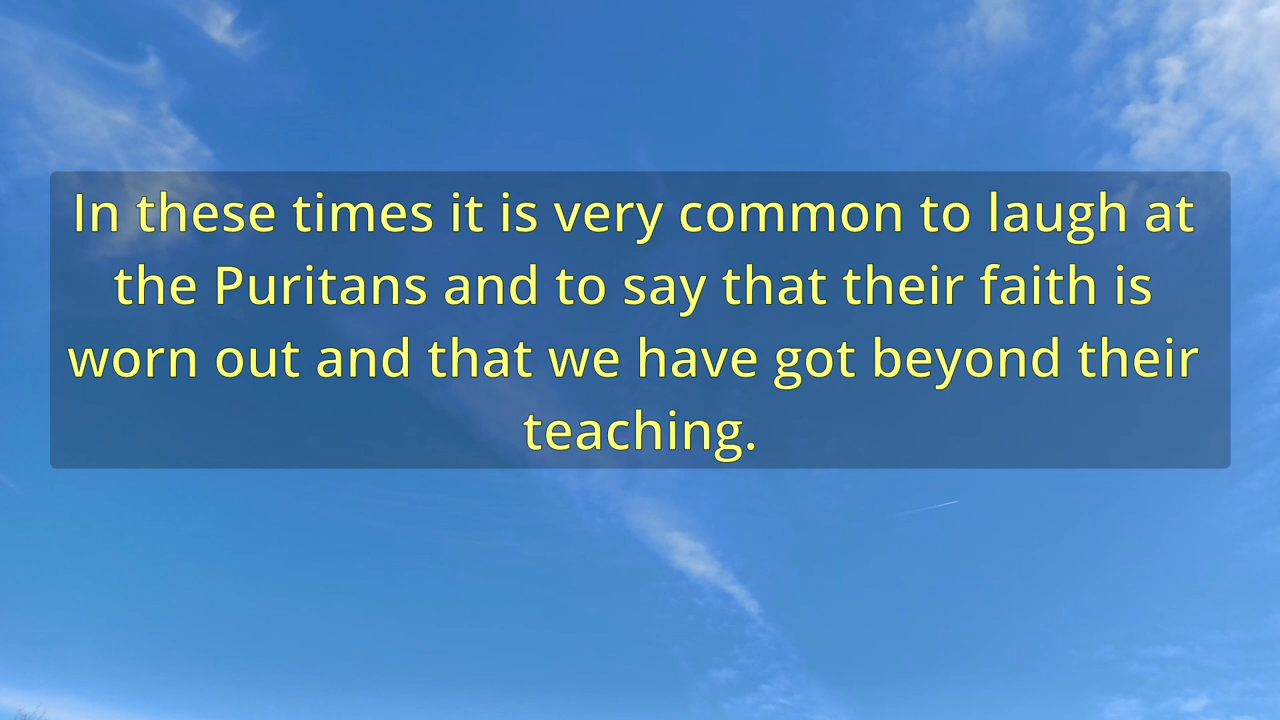 In these times it is very common to laugh at
the Puritans and to say that their faith is
worn out and that we have got beyond their
teaching.